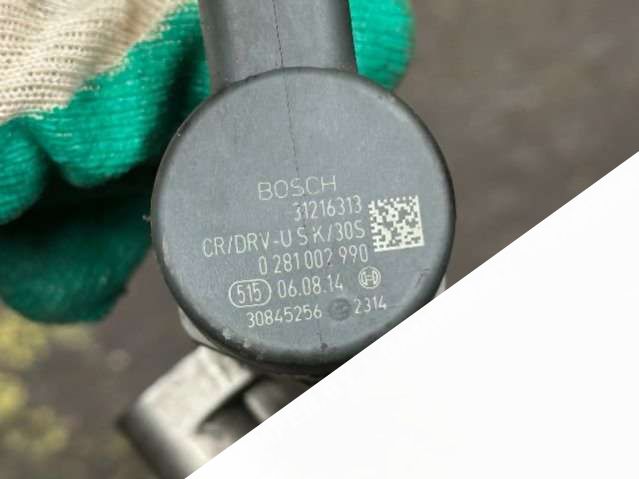 BOSCH
31216313
CR/DRV-U S K/30S
0 281 002 990
515 06.08.14
30845256 2314